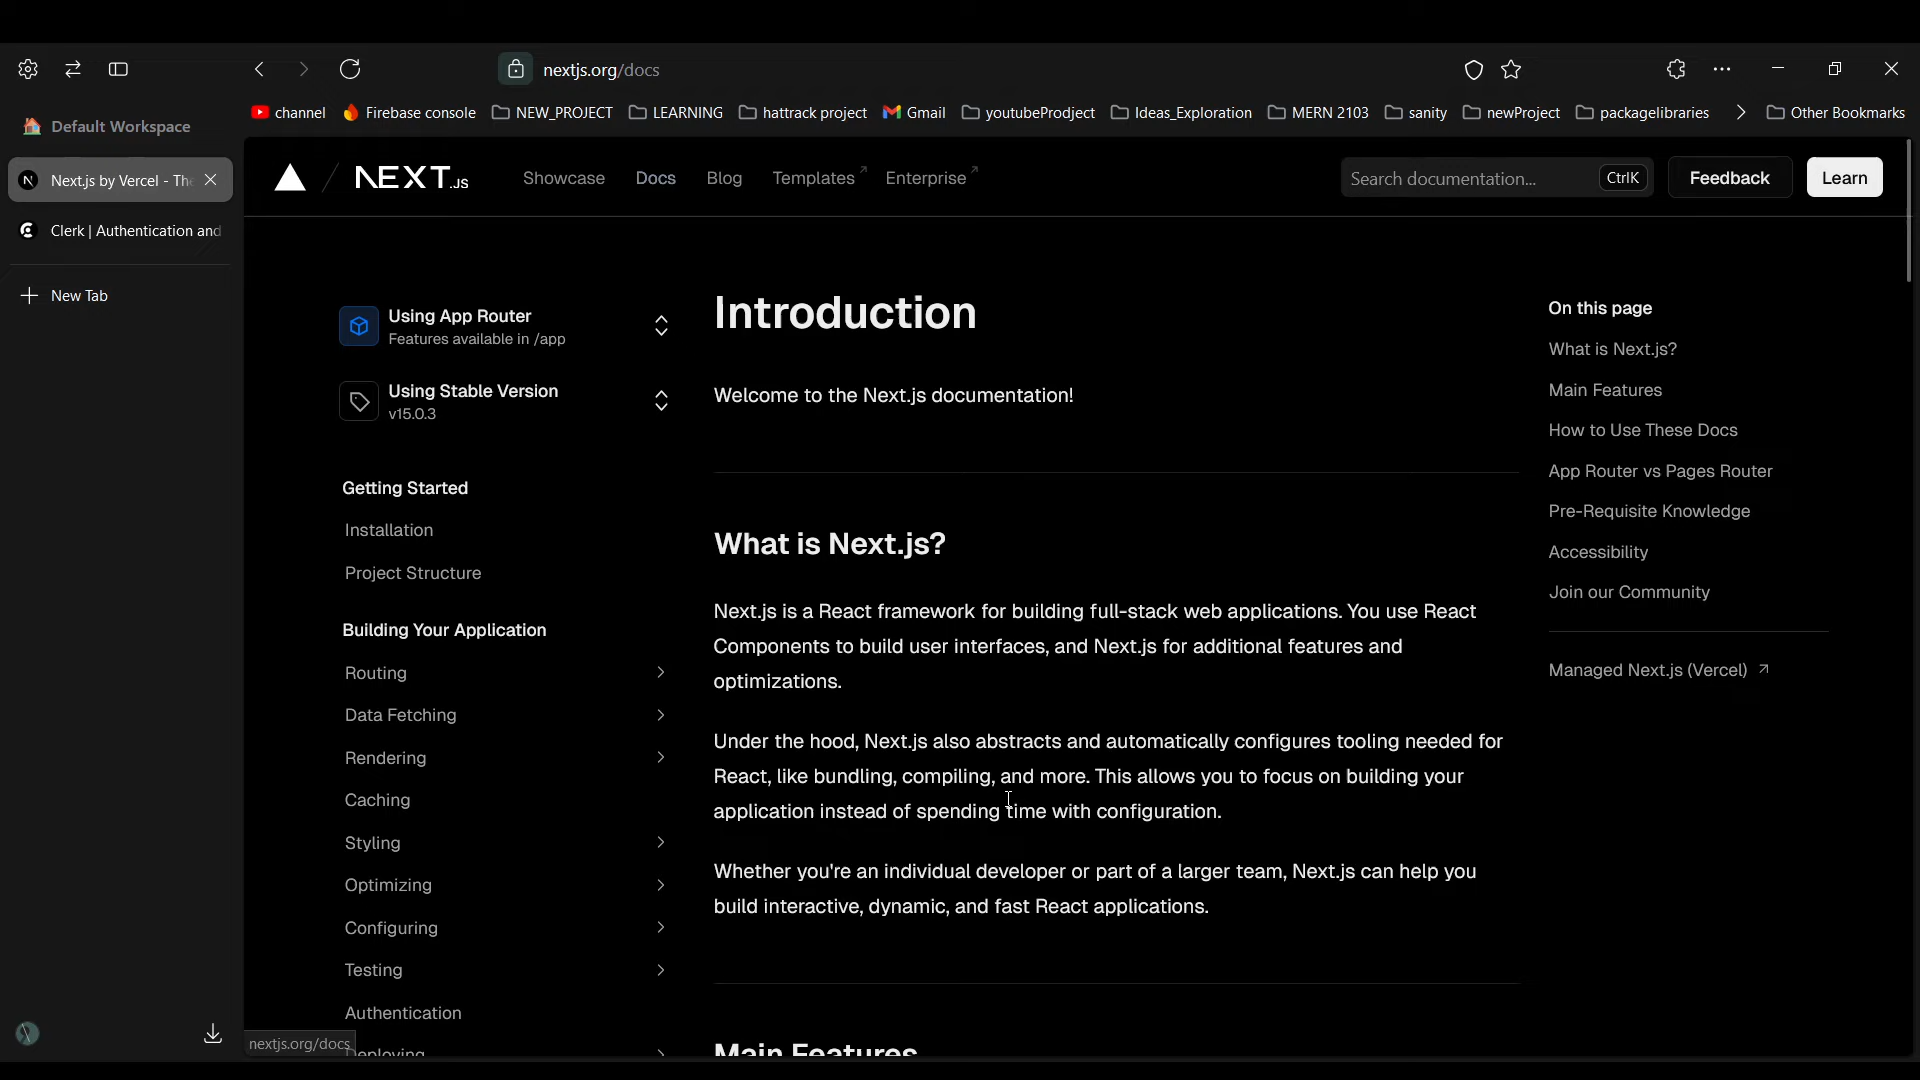 nextjs.org/docs
Default Workspace
channel Firebase console NEW_PROJECT LEARNING hattrack project Gmail youtubeProdject Ideas_Exploration MERN 2103 sanity newProject packagelibraries Other Bookmarks
Next.js by Vercel - The
Clerk | Authentication and
New Tab
NEXT.JS Showcase Docs Blog Templates Enterprise Search documentation... CtrlK Feedback Learn
Using App Router
Features available in /app
Using Stable Version
v15.0.3
Getting Started
Installation
Project Structure
Building Your Application
Routing
Data Fetching
Rendering
Caching
Styling
Optimizing
Configuring
Testing
Authentication
Deploying
Introduction
Welcome to the Next.js documentation!
What is Next.js?
Next.js is a React framework for building full-stack web applications. You use React
Components to build user interfaces, and Next.js for additional features and
optimizations.
Under the hood, Next.js also abstracts and automatically configures tooling needed for
React, like bundling, compiling, and more. This allows you to focus on building your
application instead of spending time with configuration.
Whether you're an individual developer or part of a larger team, Next.js can help you
build interactive, dynamic, and fast React applications.
Main Features
On this page
What is Next.js?
Main Features
How to Use These Docs
App Router vs Pages Router
Pre-Requisite Knowledge
Accessibility
Join our Community
Managed Next.js (Vercel)
nextjs.org/docs